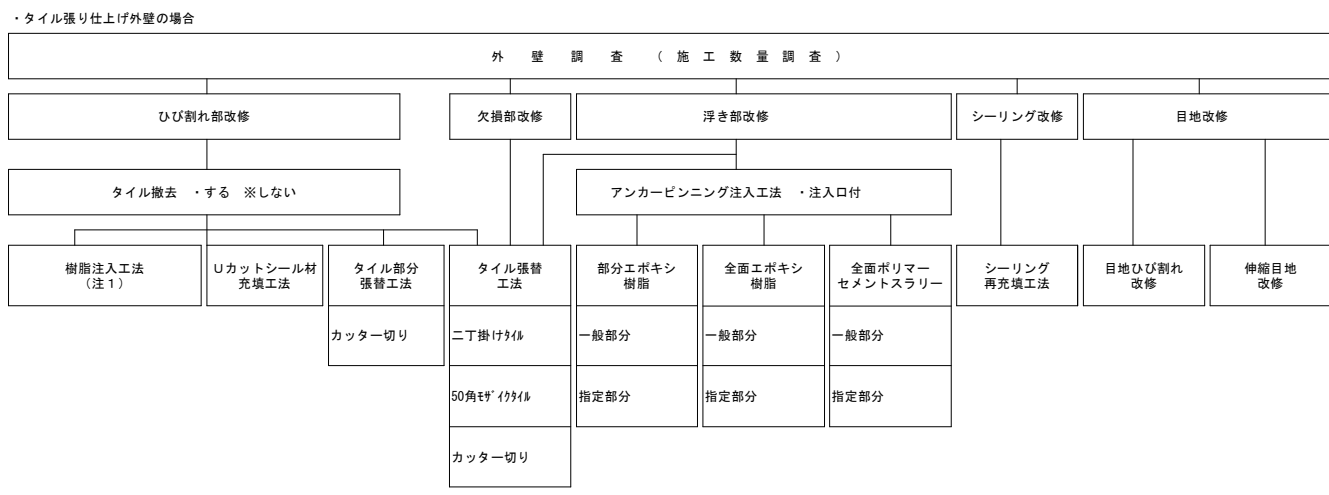 ・タイル張り仕上げ外壁の場合
外　壁　調　査　（　施　工　数　量　調　査　）
ひび割れ部改修
欠損部改修
浮き部改修
シーリング改修
目地改修
タイル撤去　・する　※しない
アンカーピンニング注入工法　・注入口付
樹脂注入工法
（注１）
Ｕカットシール材
充填工法
タイル部分
張替工法
タイル張替
工法
部分エポキシ
樹脂
全面エポキシ
樹脂
全面ポリマー
セメントスラリー
シーリング
再充填工法
目地ひび割れ
改修
伸縮目地
改修
カッター切り
二丁掛けﾀｲﾙ
一般部分
一般部分
一般部分
50角ﾓｻﾞｲｸﾀｲﾙ
指定部分
指定部分
指定部分
カッター切り